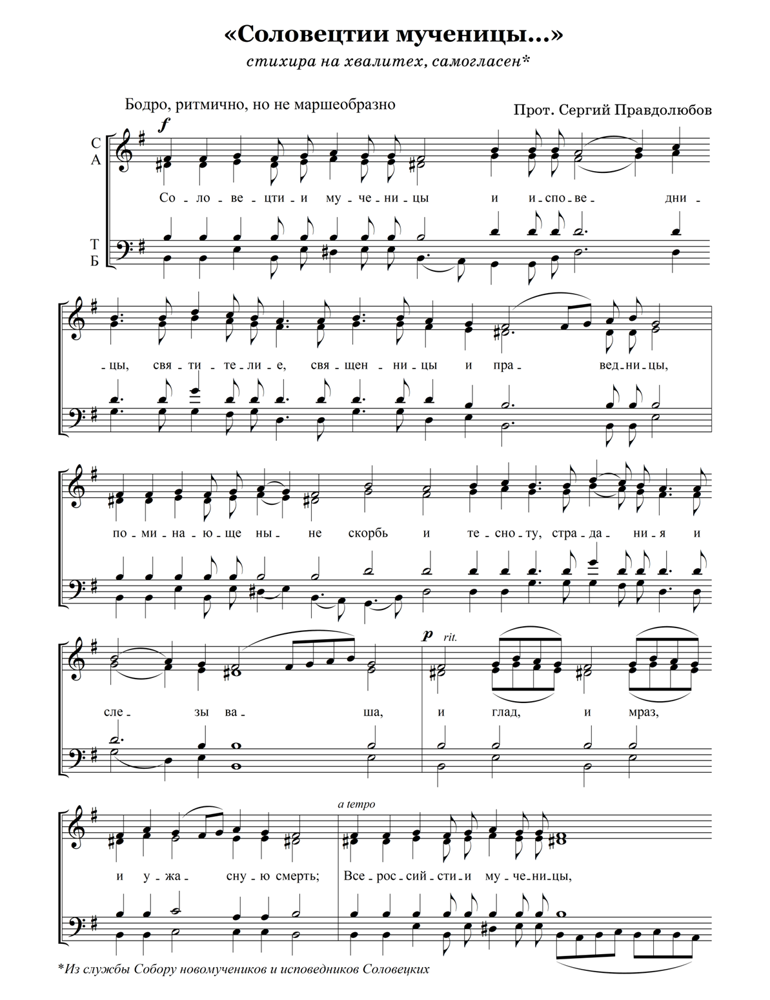 «Соловецтии мученицы...»
стихира на хвалитех, самогласен*
Бодро, ритмично, но не маршеобразно
Прот. Сергий Правдолюбов
f
С
А
Со - ло - ве - цти - и му - че - ни - цы и и - спо - ве - дни -
Т
Б
- цы, свя - ти - те - ли - е, свя - щен - ни - цы и пра - вед - ни - цы,
по - ми - на - ю - ще ны - не скорбь и те - сно - ту, стра - да - ни - я и
p rit.
сле - зы ва - ша, и глад, и мраз,
a tempo
и у - жа - сну - ю смерть; Все - рос - сий - сти - и му - че - ни - цы,
*Из службы Собору новомучеников и исповедников Соловецких